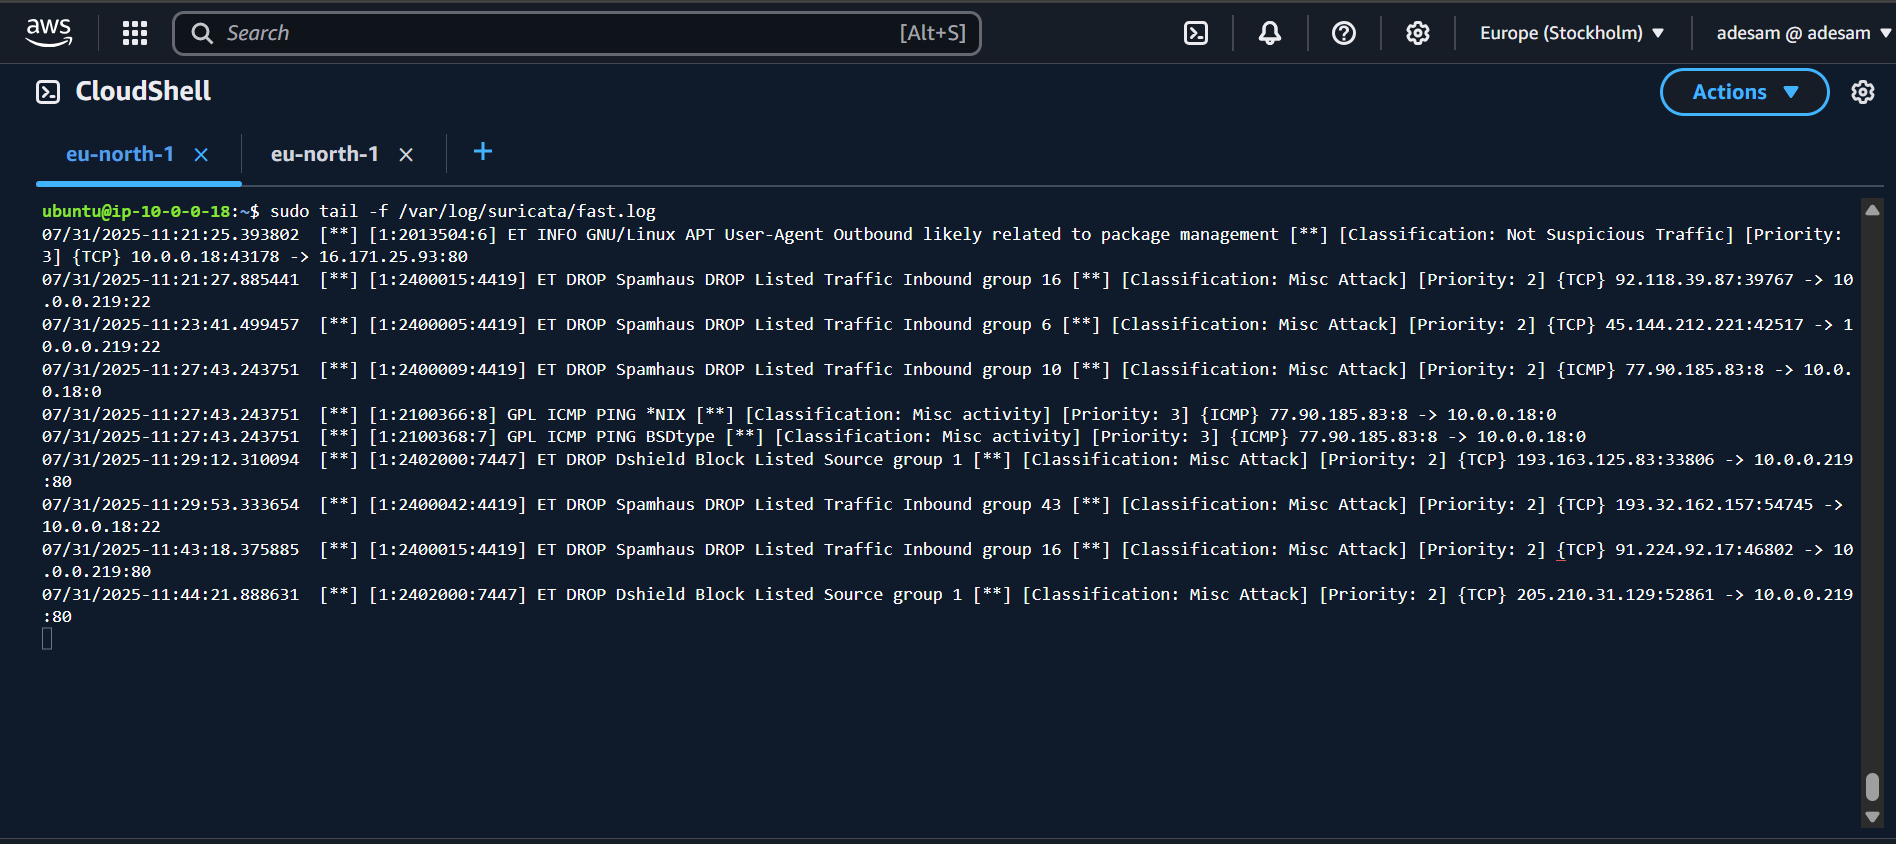 aws
Search [Alt+S] Europe (Stockholm) adesam @ adesam
CloudShell Actions
eu-north-1 eu-north-1 +
ubuntu@ip-10-0-0-18:~$ sudo tail -f /var/log/suricata/fast.log
07/31/2025-11:21:25.393802  [**] [1:2013504:6] ET INFO GNU/Linux APT User-Agent Outbound likely related to package management [**] [Classification: Not Suspicious Traffic] [Priority:
3] {TCP} 10.0.0.18:43178 -> 16.171.25.93:80
07/31/2025-11:21:27.885441  [**] [1:2400015:4419] ET DROP Spamhaus DROP Listed Traffic Inbound group 16 [**] [Classification: Misc Attack] [Priority: 2] {TCP} 92.118.39.87:39767 -> 10
.0.0.219:22
07/31/2025-11:23:41.499457  [**] [1:2400005:4419] ET DROP Spamhaus DROP Listed Traffic Inbound group 6 [**] [Classification: Misc Attack] [Priority: 2] {TCP} 45.144.212.221:42517 -> 1
0.0.0.219:22
07/31/2025-11:27:43.243751  [**] [1:2400009:4419] ET DROP Spamhaus DROP Listed Traffic Inbound group 10 [**] [Classification: Misc Attack] [Priority: 2] {ICMP} 77.90.185.83:8 -> 10.0.
0.18:0
07/31/2025-11:27:43.243751  [**] [1:2100366:8] GPL ICMP PING *NIX [**] [Classification: Misc activity] [Priority: 3] {ICMP} 77.90.185.83:8 -> 10.0.0.18:0
07/31/2025-11:27:43.243751  [**] [1:2100368:7] GPL ICMP PING BSDtype [**] [Classification: Misc activity] [Priority: 3] {ICMP} 77.90.185.83:8 -> 10.0.0.18:0
07/31/2025-11:29:12.310094  [**] [1:2402000:7447] ET DROP Dshield Block Listed Source group 1 [**] [Classification: Misc Attack] [Priority: 2] {TCP} 193.163.125.83:33806 -> 10.0.0.219
:80
07/31/2025-11:29:53.333654  [**] [1:2400042:4419] ET DROP Spamhaus DROP Listed Traffic Inbound group 43 [**] [Classification: Misc Attack] [Priority: 2] {TCP} 193.32.162.157:54745 ->
10.0.0.18:22
07/31/2025-11:43:18.375885  [**] [1:2400015:4419] ET DROP Spamhaus DROP Listed Traffic Inbound group 16 [**] [Classification: Misc Attack] [Priority: 2] {TCP} 91.224.92.17:46802 -> 10
.0.0.219:80
07/31/2025-11:44:21.888631  [**] [1:2402000:7447] ET DROP Dshield Block Listed Source group 1 [**] [Classification: Misc Attack] [Priority: 2] {TCP} 205.210.31.129:52861 -> 10.0.0.219
:80